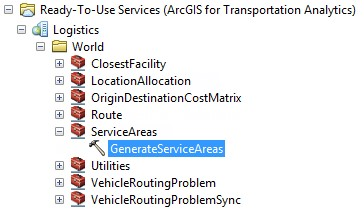 Ready-To-Use Services (ArcGIS for Transportation Analytics)
Logistics
World
ClosestFacility
LocationAllocation
OriginDestinationCostMatrix
Route
ServiceAreas
GenerateServiceAreas
Utilities
VehicleRoutingProblem
VehicleRoutingProblemSync